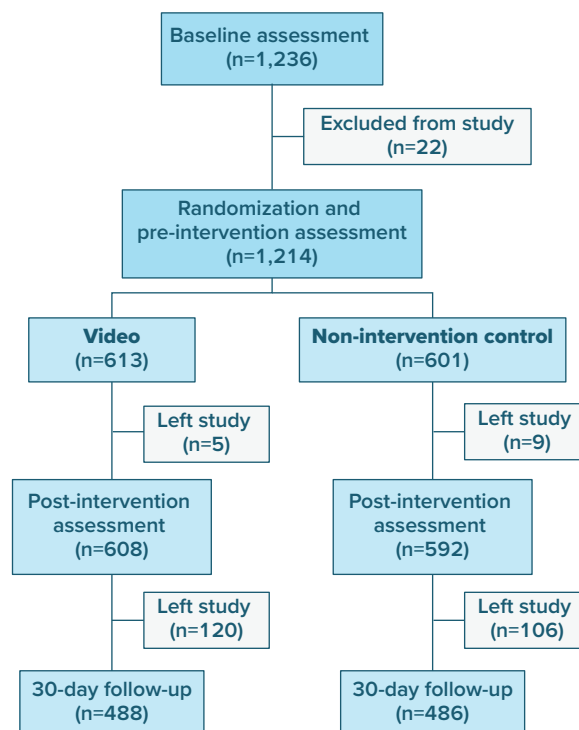 Baseline assessment
(n=1,236)
Excluded from study
(n=22)
Randomization and
pre-intervention assessment
(n=1,214)
Video
(n=613)
Non-intervention control
(n=601)
Left study
(n=5)
Left study
(n=9)
Post-intervention
assessment
(n=608)
Post-intervention
assessment
(n=592)
Left study
(n=120)
Left study
(n=106)
30-day follow-up
(n=488)
30-day follow-up
(n=486)